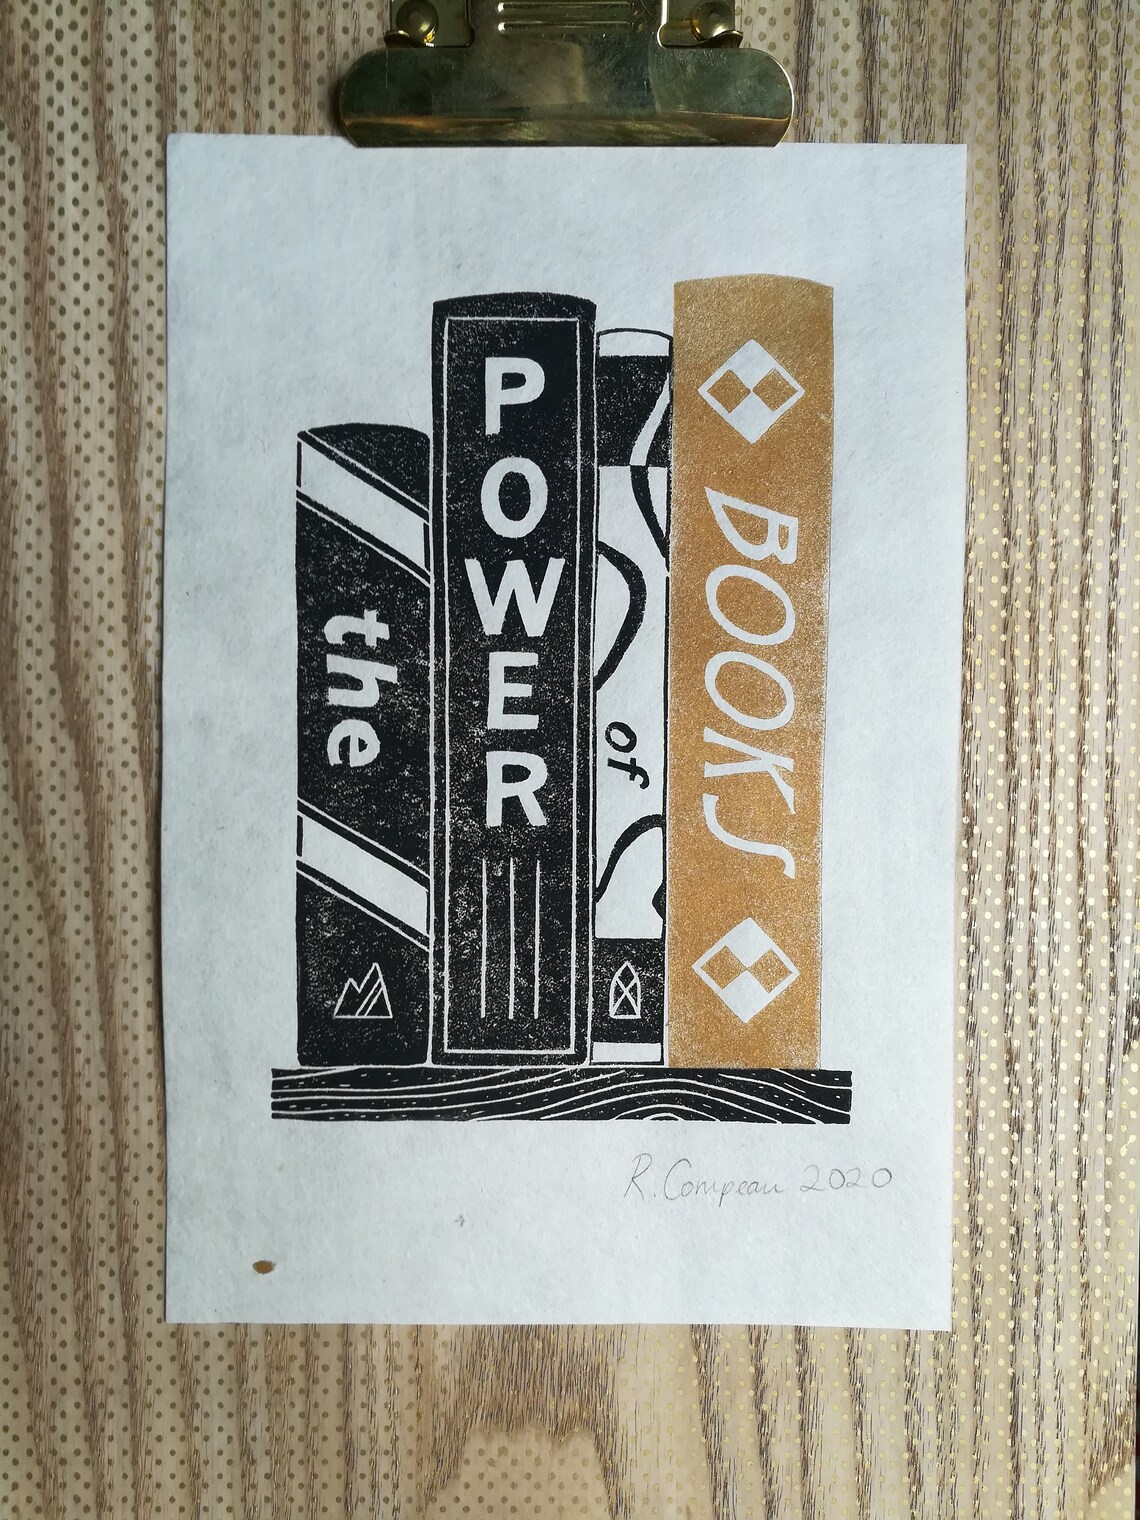 the
POWER
of
BOOKS
R. Compeau 2020